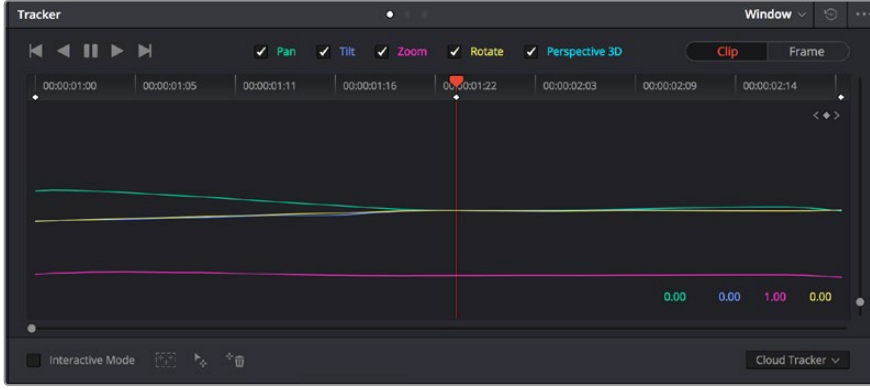 Tracker
Window
Pan Tilt Zoom Rotate Perspective 3D Clip Frame
00:00:01:00 00:00:01:05 00:00:01:11 00:00:01:16 00:00:01:22 00:00:02:03 00:00:02:09 00:00:02:14
0.00 0.00 1.00 0.00
Interactive Mode Cloud Tracker